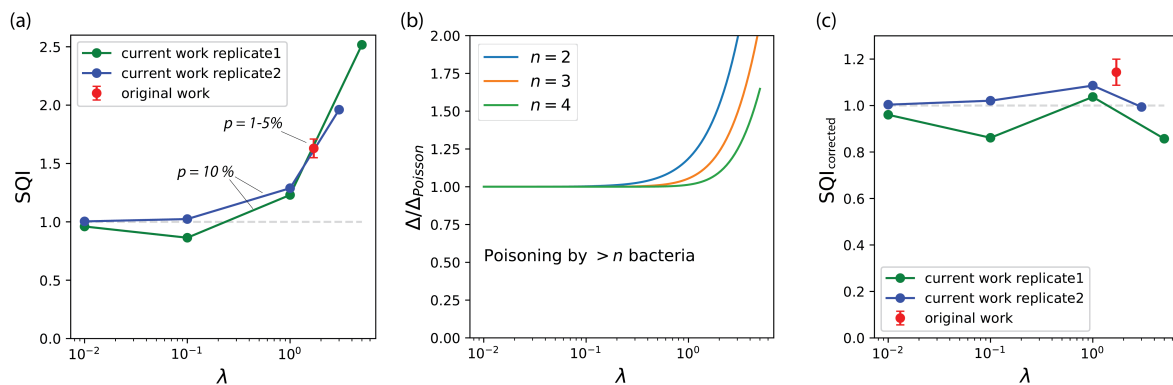 (a)
2.5
2.0
1.5
1.0
0.5
0.0
SQI
current work replicate1
current work replicate2
original work
p = 1-5%
p = 10 %
10⁻² 10⁻¹ 10⁰
λ
(b)
2.00
1.75
1.50
1.25
1.00
0.75
0.50
0.25
0.00
Δ/Δ_Poisson
n = 2
n = 3
n = 4
Poisoning by > n bacteria
10⁻² 10⁻¹ 10⁰
λ
(c)
1.2
1.0
0.8
0.6
0.4
0.2
0.0
SQI_corrected
current work replicate1
current work replicate2
original work
10⁻² 10⁻¹ 10⁰
λ